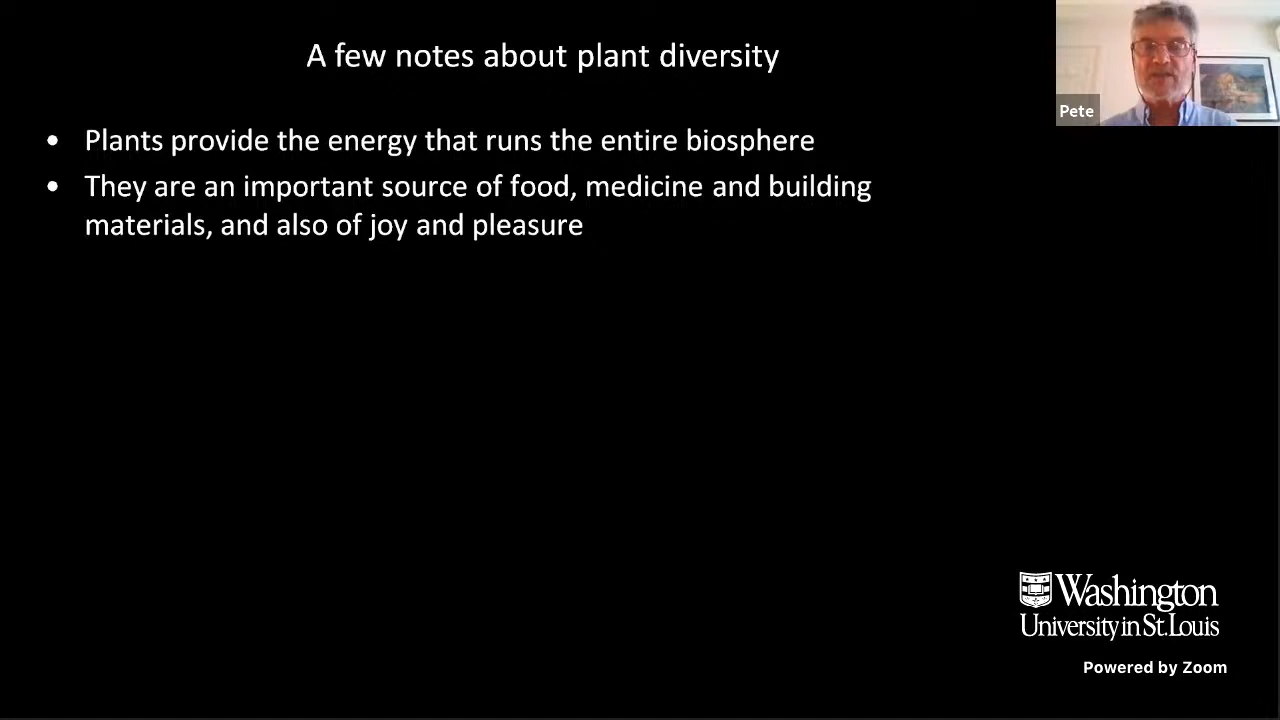 A few notes about plant diversity
Pete
• Plants provide the energy that runs the entire biosphere
• They are an important source of food, medicine and building
materials, and also of joy and pleasure
Washington
University in St. Louis
Powered by Zoom